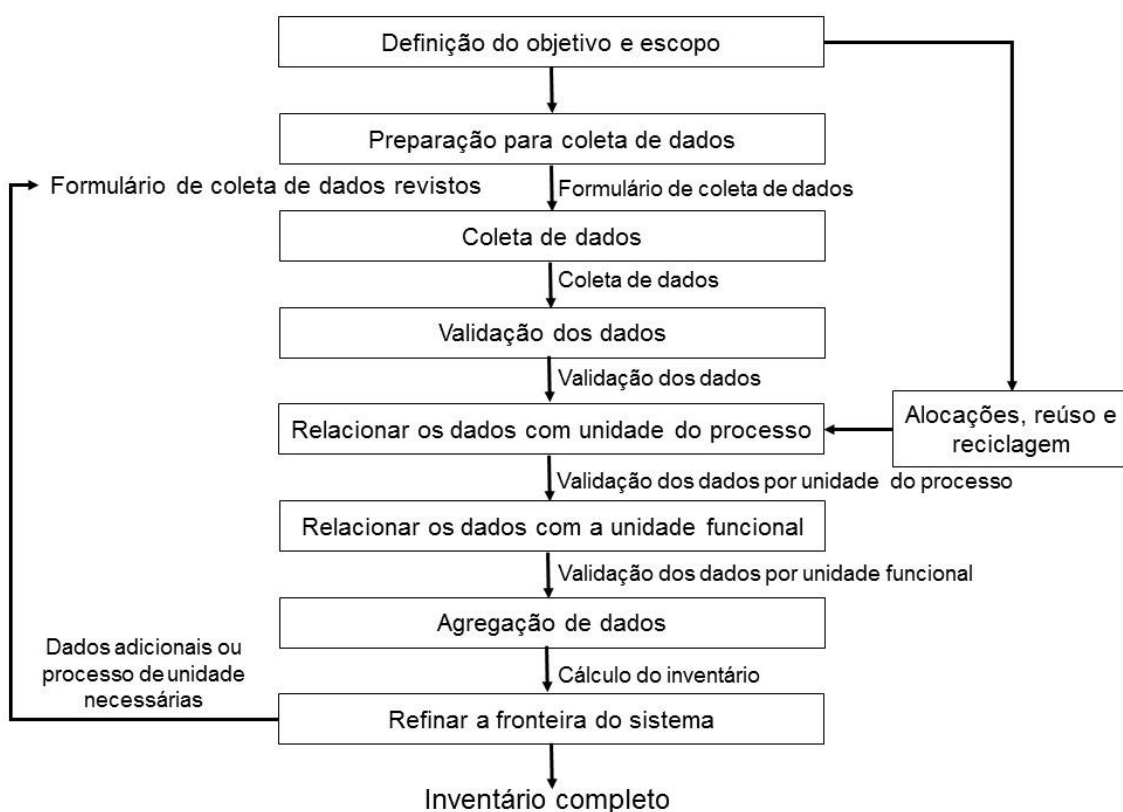 Definição do objetivo e escopo
Preparação para coleta de dados
Formulário de coleta de dados revistos
Formulário de coleta de dados
Coleta de dados
Coleta de dados
Validação dos dados
Validação dos dados
Relacionar os dados com unidade do processo
Alocações, reúso e
reciclagem
Validação dos dados por unidade do processo
Relacionar os dados com a unidade funcional
Validação dos dados por unidade funcional
Agregação de dados
Dados adicionais ou
processo de unidade
necessárias
Cálculo do inventário
Refinar a fronteira do sistema
Inventário completo